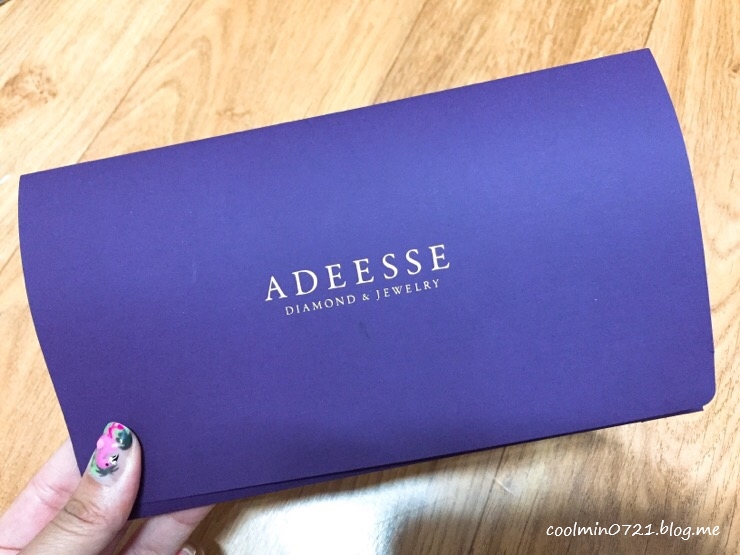 ADEESSE
DIAMOND & JEWELRY
coolmin0721.blog.me